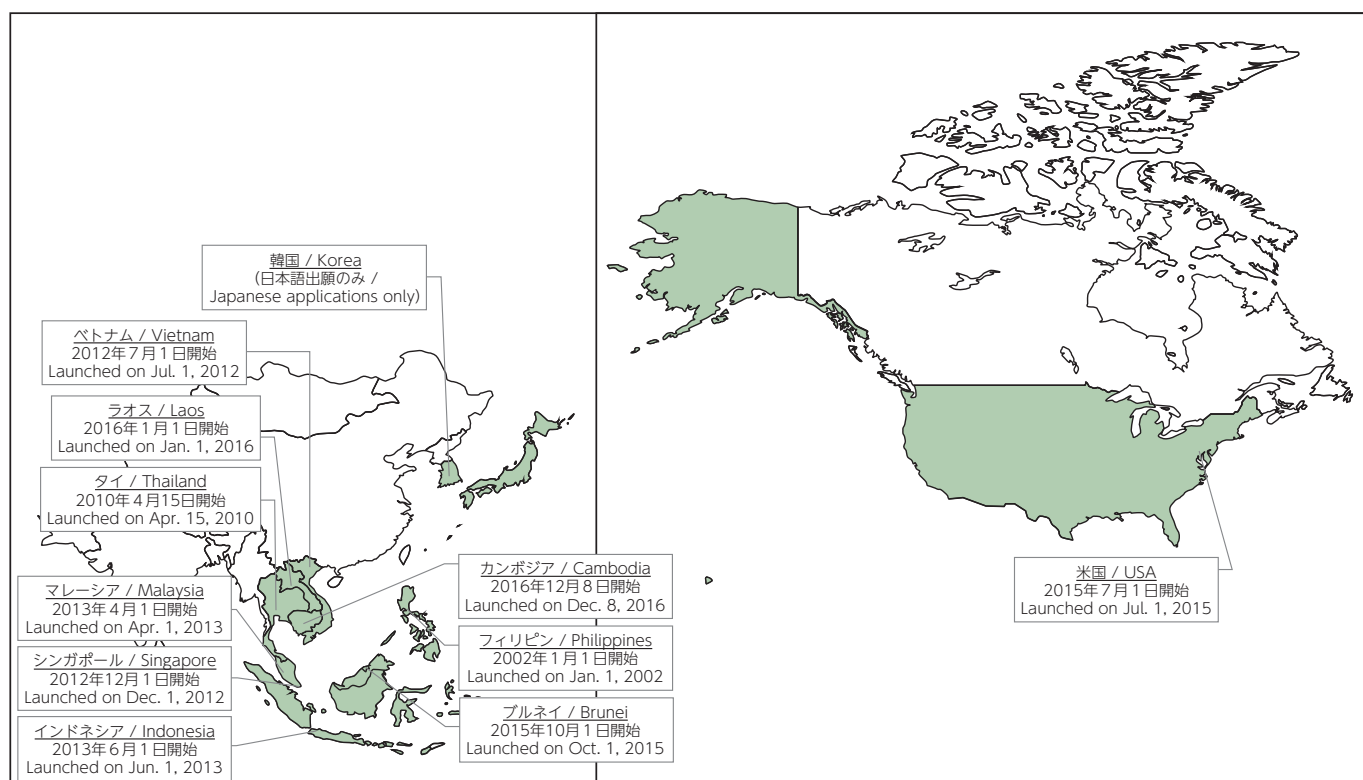 韓国 / Korea
(日本語出願のみ /
Japanese applications only)
ベトナム / Vietnam
2012年7月1日開始
Launched on Jul. 1, 2012
ラオス / Laos
2016年1月1日開始
Launched on Jan. 1, 2016
タイ / Thailand
2010年4月15日開始
Launched on Apr. 15, 2010
マレーシア / Malaysia
2013年4月1日開始
Launched on Apr. 1, 2013
シンガポール / Singapore
2012年12月1日開始
Launched on Dec. 1, 2012
インドネシア / Indonesia
2013年6月1日開始
Launched on Jun. 1, 2013
カンボジア / Cambodia
2016年12月8日開始
Launched on Dec. 8, 2016
フィリピン / Philippines
2002年1月1日開始
Launched on Jan. 1, 2002
ブルネイ / Brunei
2015年10月1日開始
Launched on Oct. 1, 2015
米国 / USA
2015年7月1日開始
Launched on Jul. 1, 2015